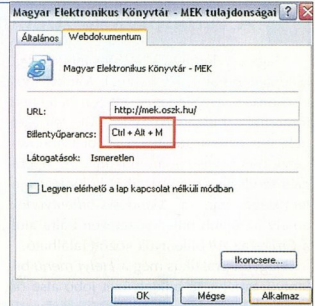 Magyar Elektronikus Könyvtár - MEK tulajdonságai
Általános
Webdokumentum
Magyar Elektronikus Könyvtár - MEK
URL: http://mek.oszk.hu/
Billentyűparancs: Ctrl + Alt + M
Látogatások: Ismeretlen
Legyen elérhető a lap kapcsolat nélküli módban
Ikoncsere...
OK Mégse Alkalmaz